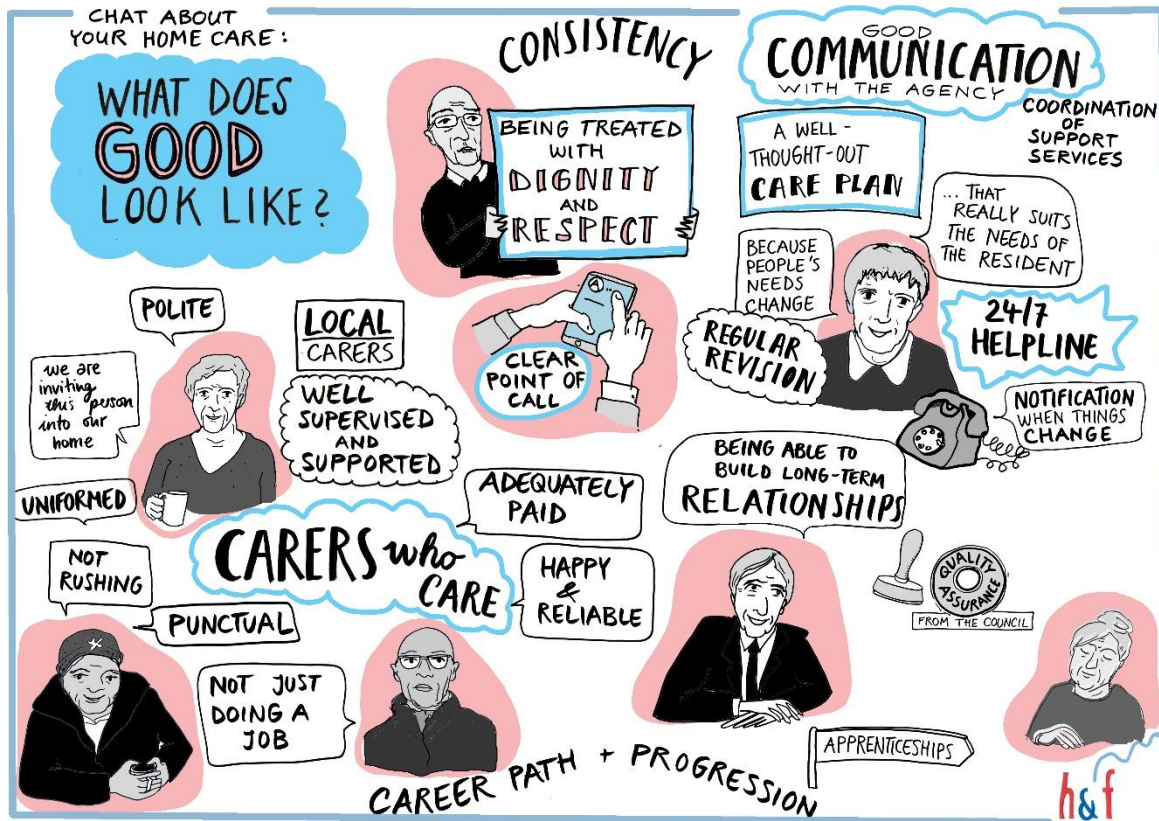 CHAT ABOUT
YOUR HOME CARE:
WHAT DOES
GOOD
LOOK LIKE?
CONSISTENCY
BEING TREATED
WITH
DIGNITY
AND
RESPECT
GOOD
COMMUNICATION
WITH THE AGENCY
COORDINATION
OF
SUPPORT
SERVICES
A WELL-
THOUGHT-OUT
CARE PLAN
... THAT
REALLY SUITS
THE NEEDS OF
THE RESIDENT
BECAUSE
PEOPLE'S
NEEDS
CHANGE
REGULAR
REVISION
24/7
HELPLINE
NOTIFICATION
WHEN THINGS
CHANGE
POLITE
we are
inviting
this person
into our
home
UNIFORMED
LOCAL
CARERS
WELL
SUPERVISED
AND
SUPPORTED
A
CLEAR
POINT OF
CALL
BEING ABLE TO
BUILD LONG-TERM
RELATIONSHIPS
ADEQUATELY
PAID
CARERS who
CARE
HAPPY
&
RELIABLE
NOT
RUSHING
PUNCTUAL
NOT JUST
DOING A
JOB
QUALITY
ASSURANCE
FROM THE COUNCIL
CAREER PATH + PROGRESSION
APPRENTICESHIPS
h&f